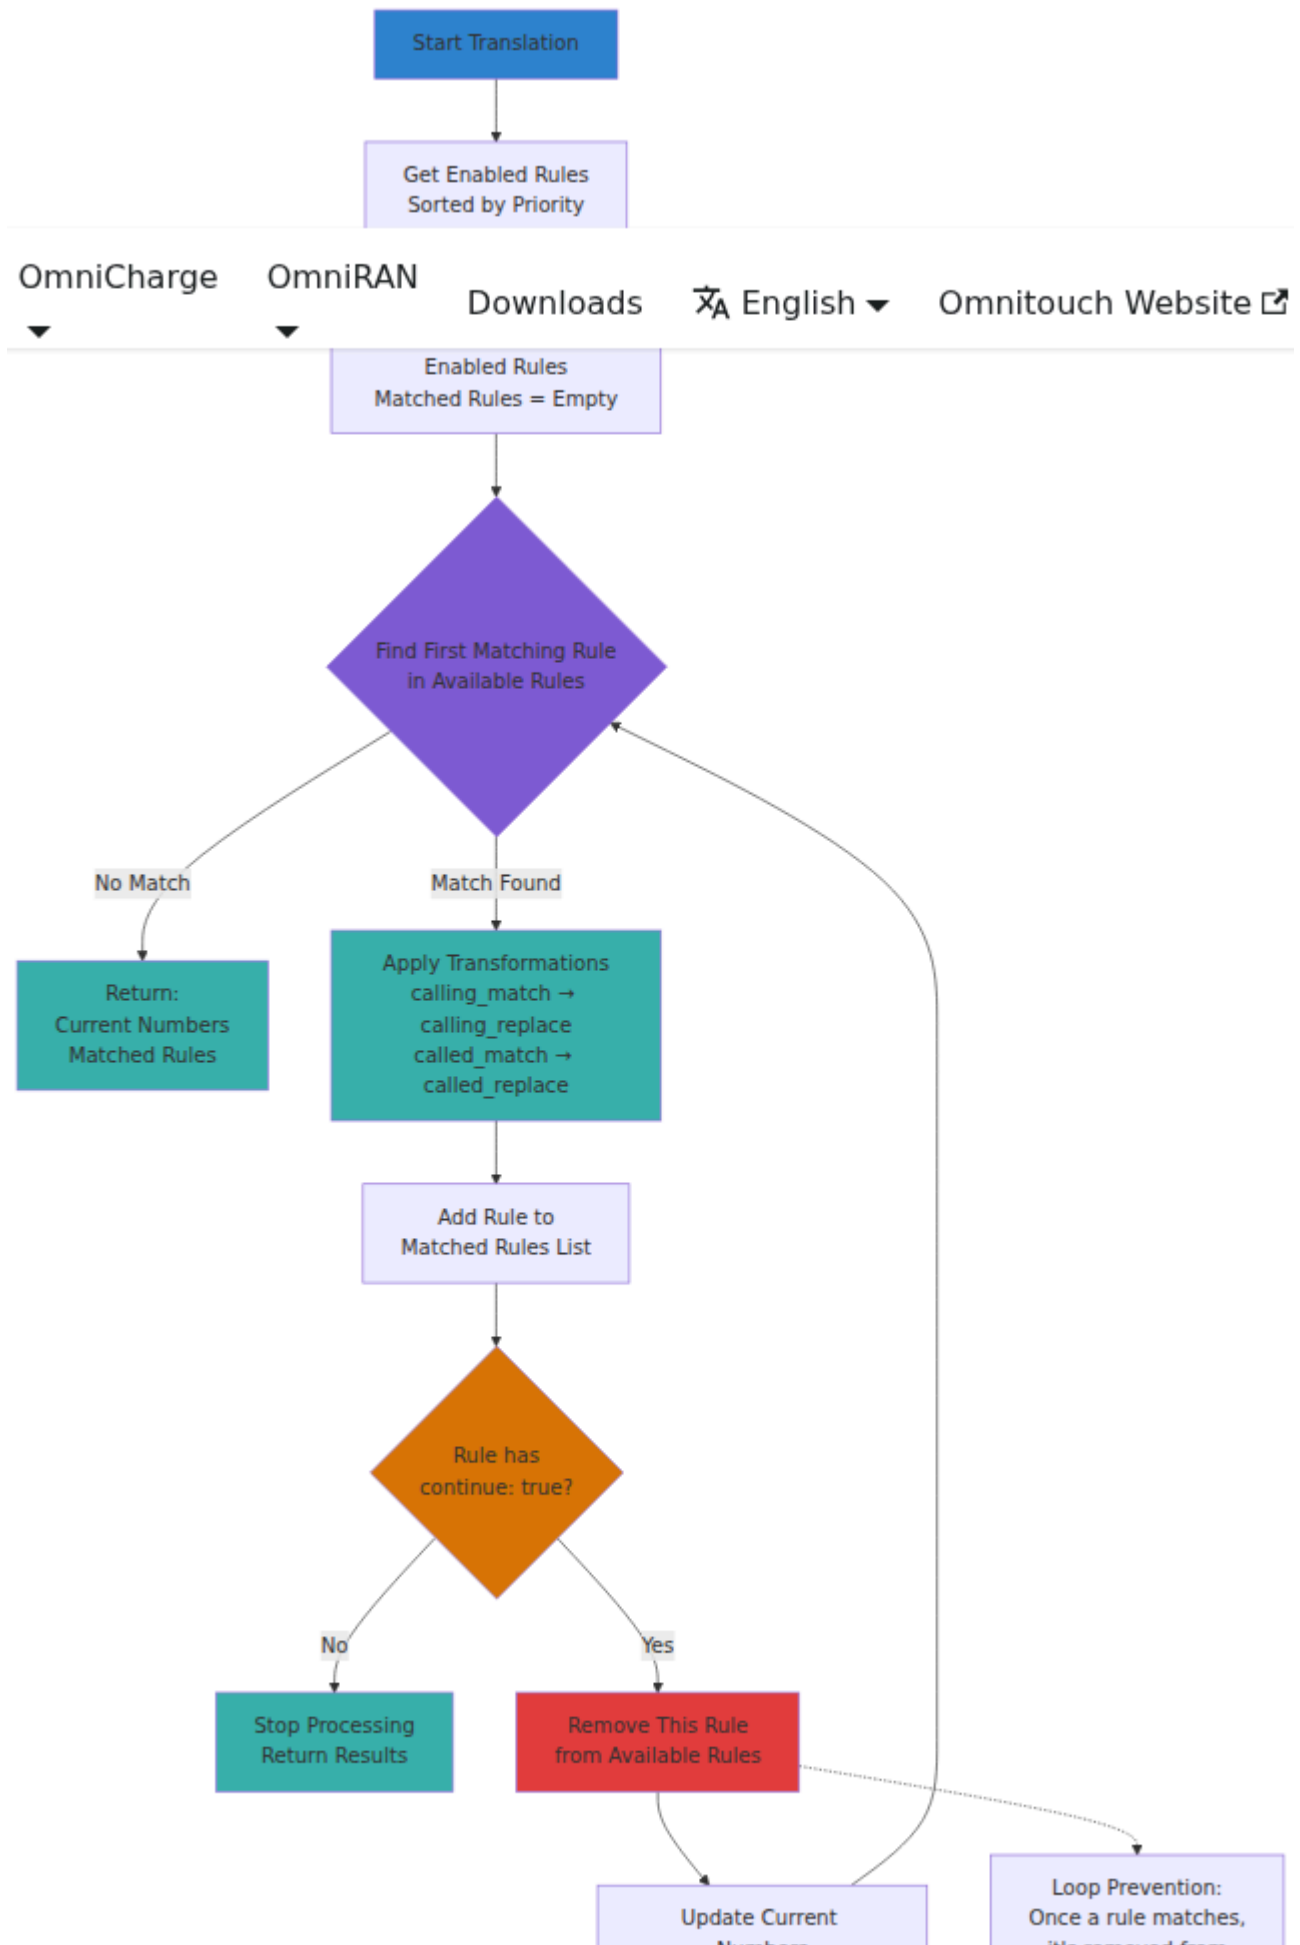 Start Translation
Get Enabled Rules
Sorted by Priority
OmniCharge
OmniRAN
Downloads
English
Omnitouch Website
Enabled Rules
Matched Rules = Empty
Find First Matching Rule
in Available Rules
No Match
Match Found
Return:
Current Numbers
Matched Rules
Apply Transformations
calling_match →
calling_replace
called_match →
called_replace
Add Rule to
Matched Rules List
Rule has
continue: true?
No
Yes
Stop Processing
Return Results
Remove This Rule
from Available Rules
Update Current
Loop Prevention:
Once a rule matches,
it's removed from